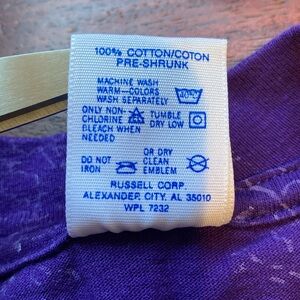 100% COTTON/COTON
PRE-SHRUNK
MACHINE WASH
WARM-COLORS
WASH SEPARATELY
ONLY NON-
CHLORINE
BLEACH WHEN
NEEDED
TUMBLE
DRY LOW
DO NOT
IRON
OR DRY
CLEAN
EMBLEM
RUSSELL CORP.
ALEXANDER CITY, AL 35010
WPL 7232